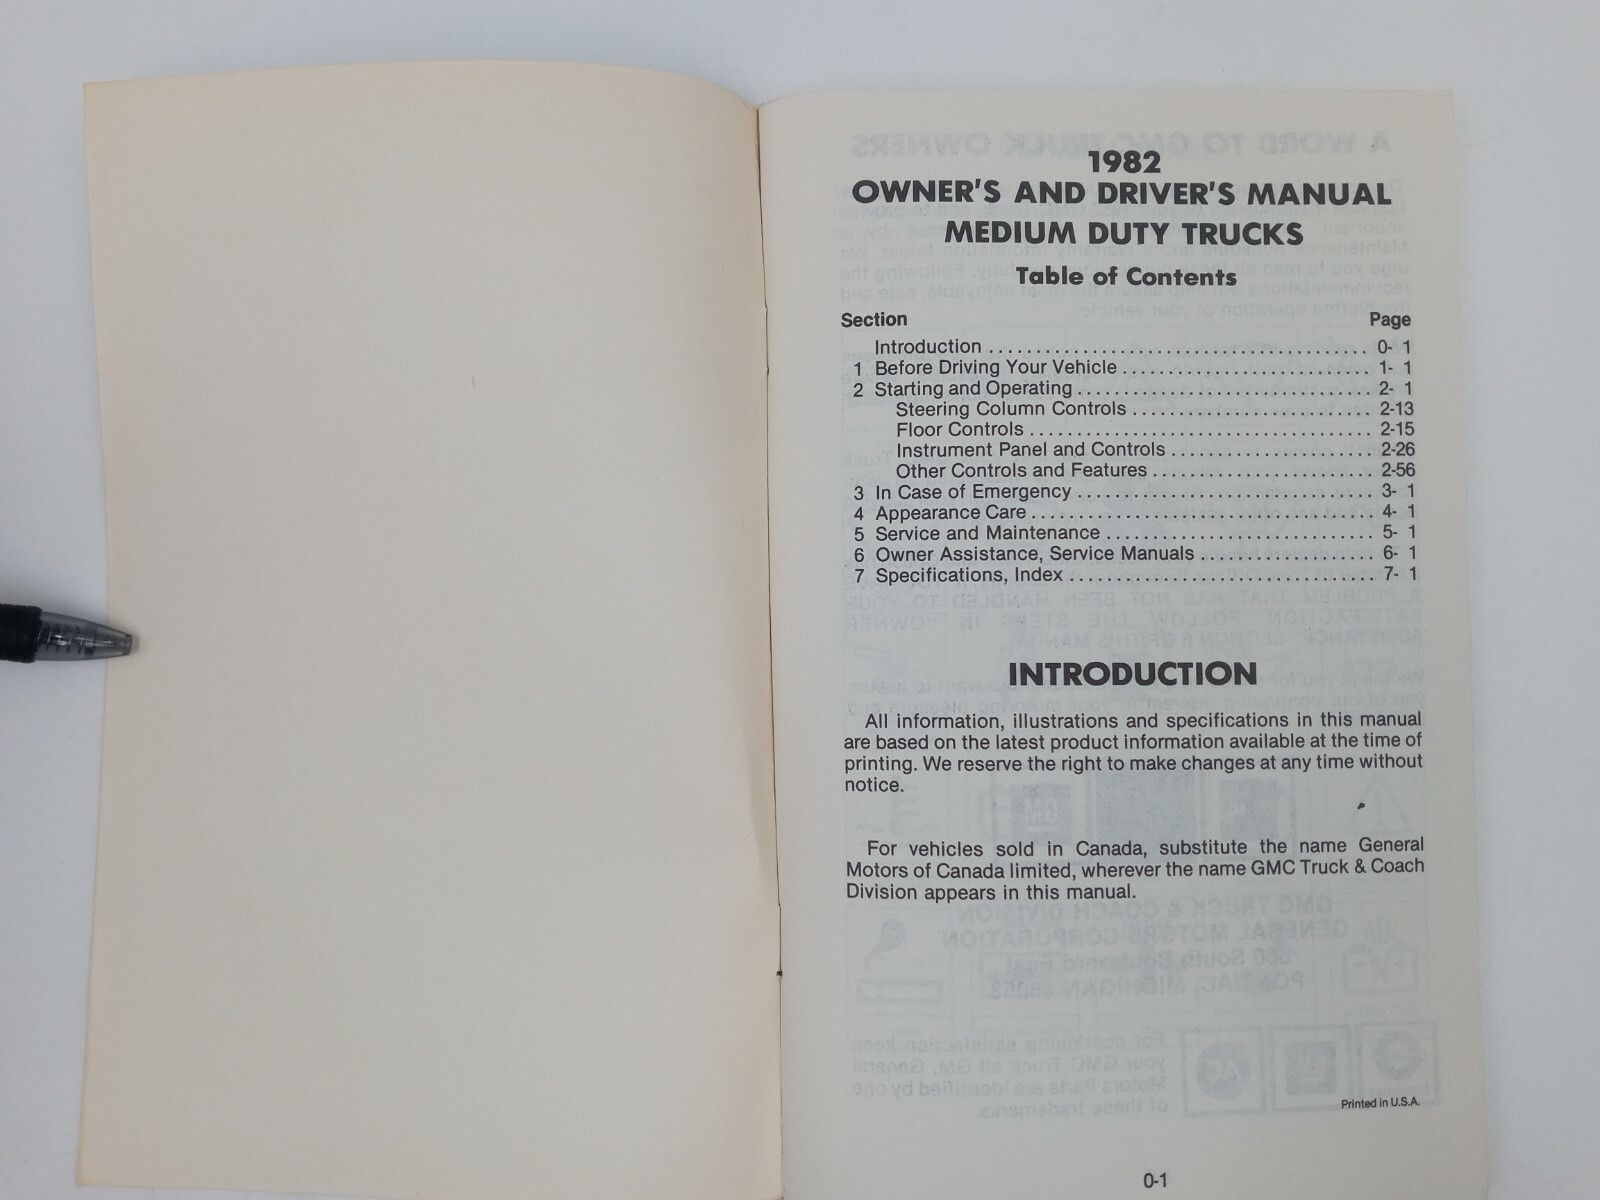 1982
OWNER'S AND DRIVER'S MANUAL
MEDIUM DUTY TRUCKS
Table of Contents
Section Page
Introduction ........................................ 0- 1
1 Before Driving Your Vehicle ........................... 1- 1
2 Starting and Operating ................................ 2- 1
Steering Column Controls .......................... 2-13
Floor Controls ..................................... 2-15
Instrument Panel and Controls ...................... 2-26
Other Controls and Features ........................ 2-56
3 In Case of Emergency ................................ 3- 1
4 Appearance Care ..................................... 4- 1
5 Service and Maintenance ............................. 5- 1
6 Owner Assistance, Service Manuals ................... 6- 1
7 Specifications, Index ................................. 7- 1
INTRODUCTION
All information, illustrations and specifications in this manual
are based on the latest product information available at the time of
printing. We reserve the right to make changes at any time without
notice.
For vehicles sold in Canada, substitute the name General
Motors of Canada limited, wherever the name GMC Truck & Coach
Division appears in this manual.
Printed in U.S.A.
0-1